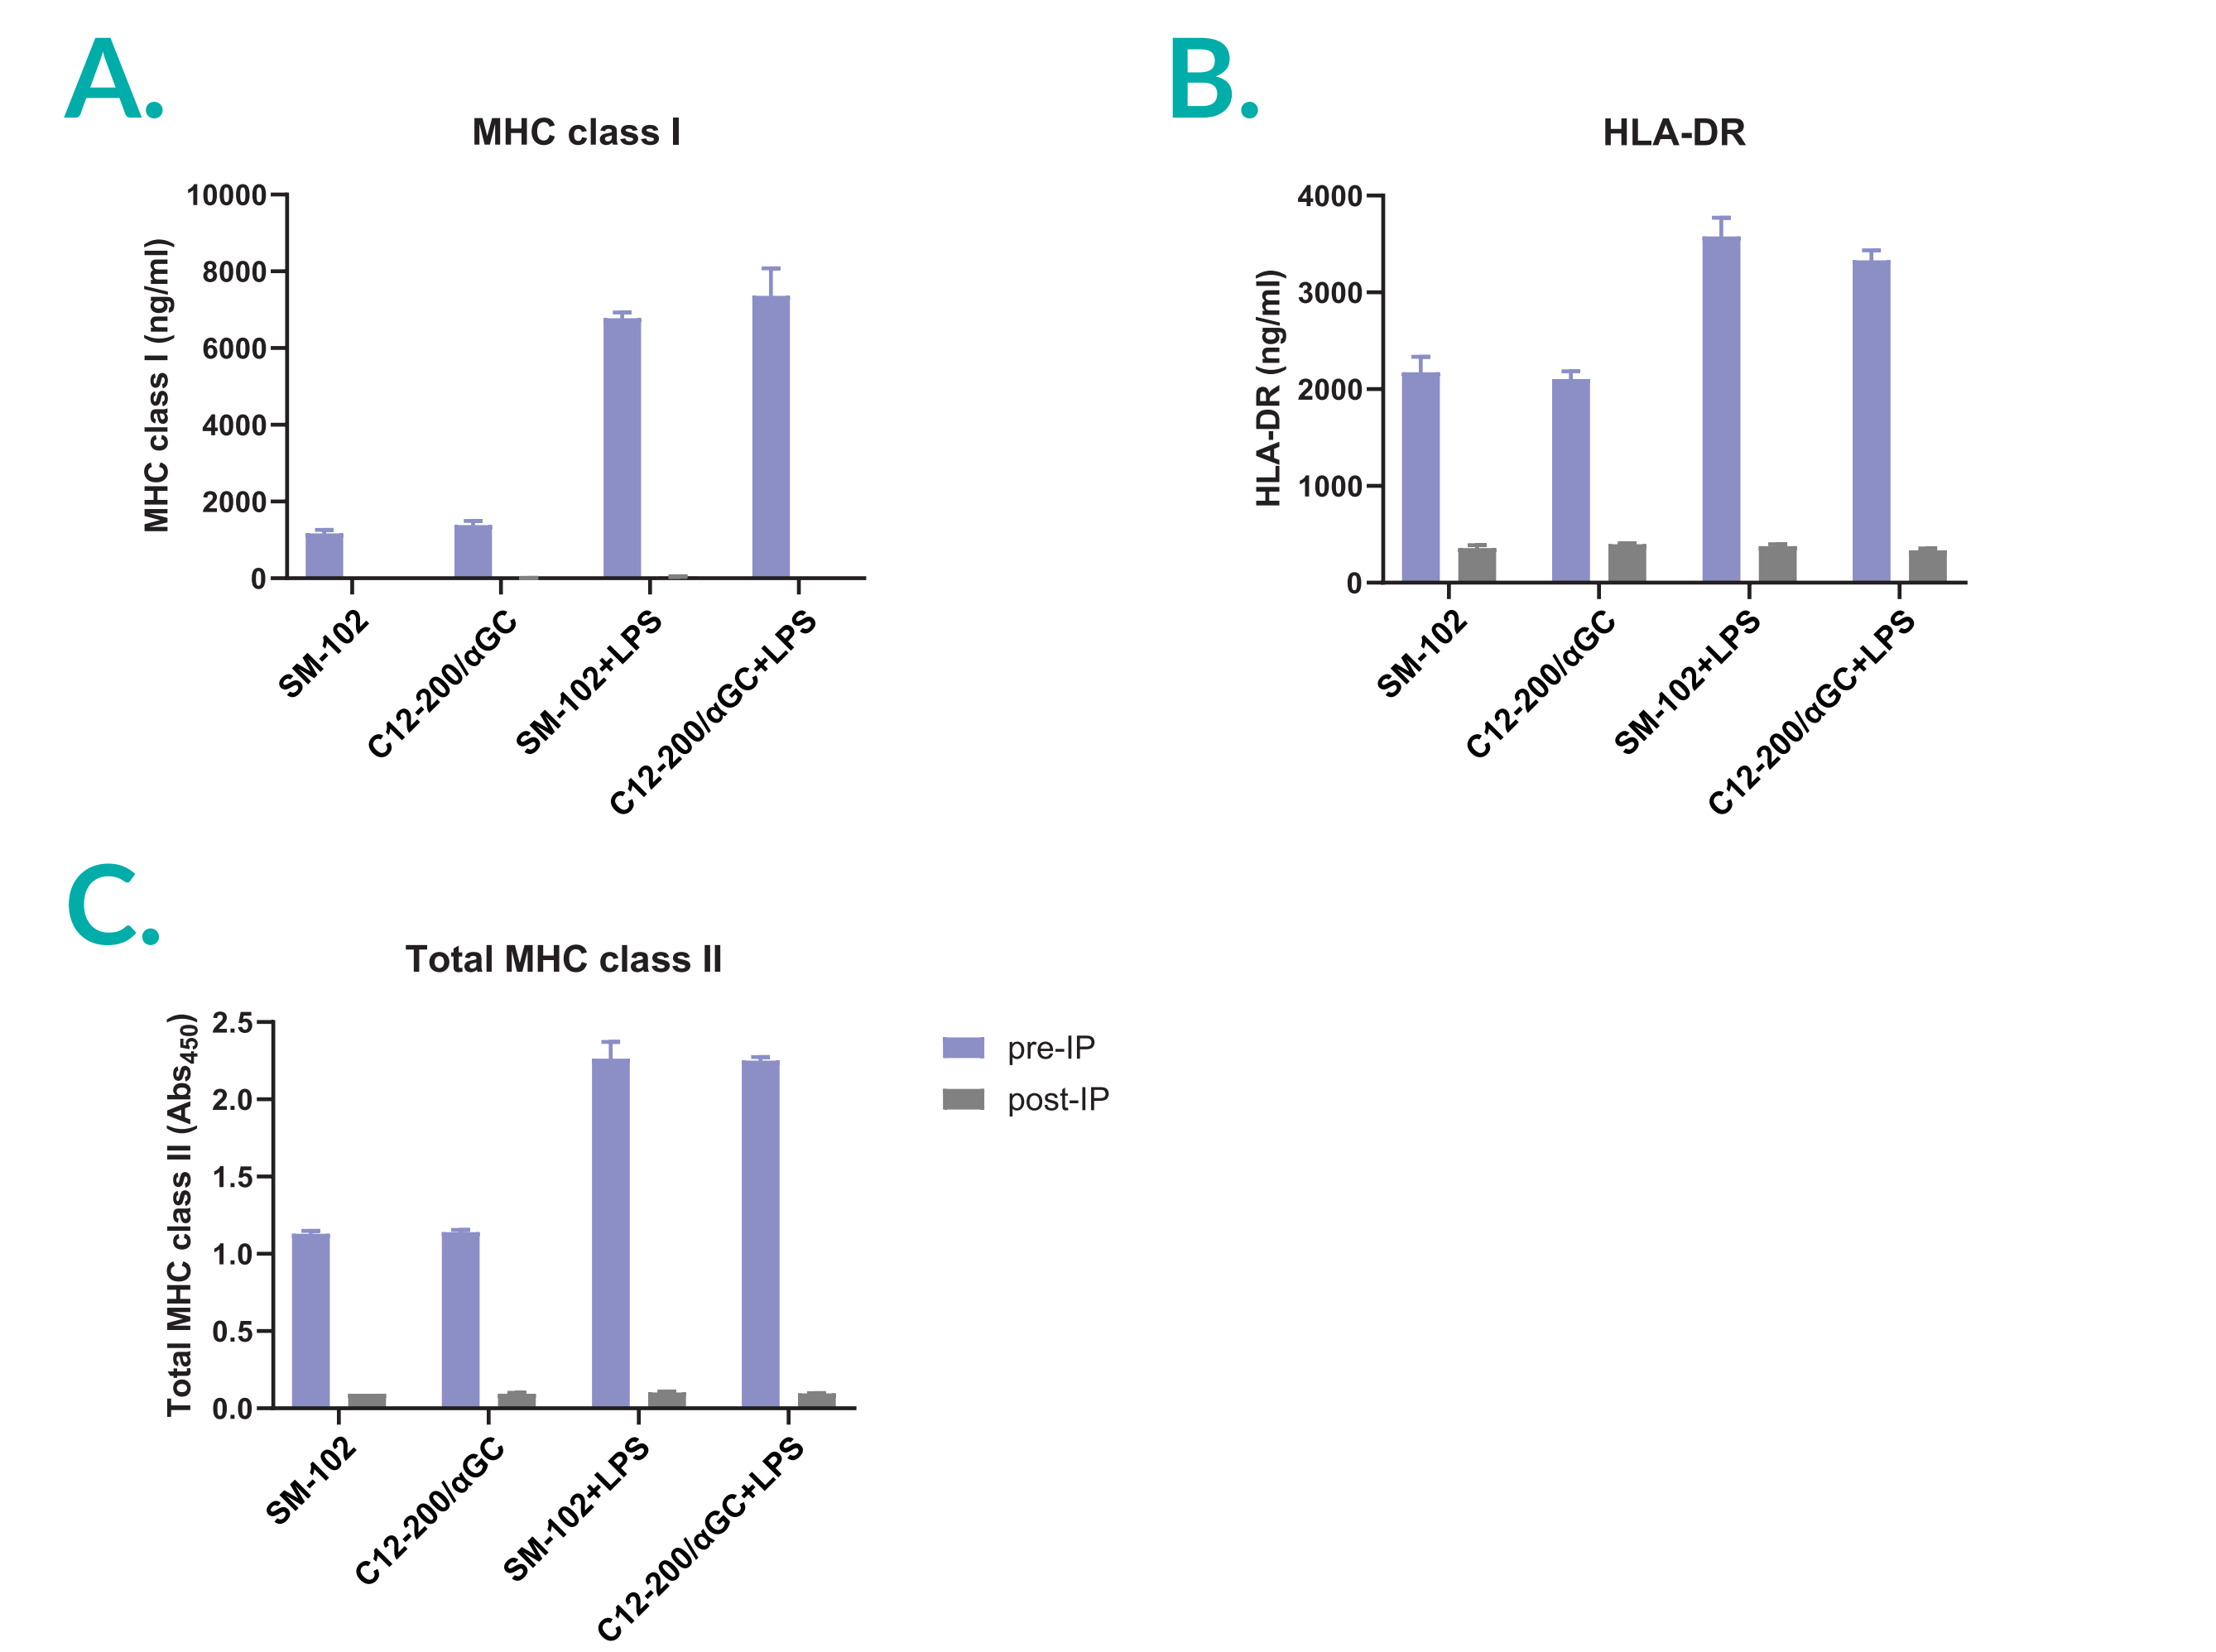 A.
MHC class I
MHC class I (ng/ml)
10000
8000
6000
4000
2000
0
SM-102
C12-200/αGC
SM-102+LPS
C12-200/αGC+LPS
B.
HLA-DR
HLA-DR (ng/ml)
4000
3000
2000
1000
0
SM-102
C12-200/αGC
SM-102+LPS
C12-200/αGC+LPS
C.
Total MHC class II
Total MHC class II (Abs450)
2.5
2.0
1.5
1.0
0.5
0.0
SM-102
C12-200/αGC
SM-102+LPS
C12-200/αGC+LPS
pre-IP
post-IP